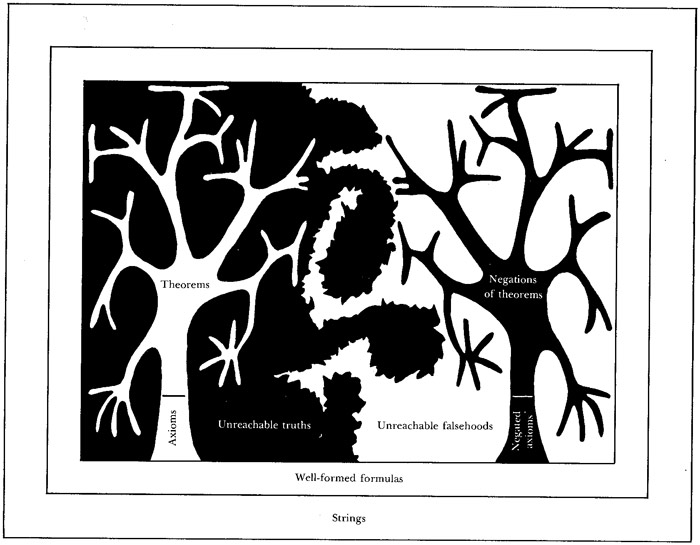 Theorems
Negations
of theorems
Axioms
Unreachable truths
Unreachable falsehoods
Negated
axioms
Well-formed formulas
Strings